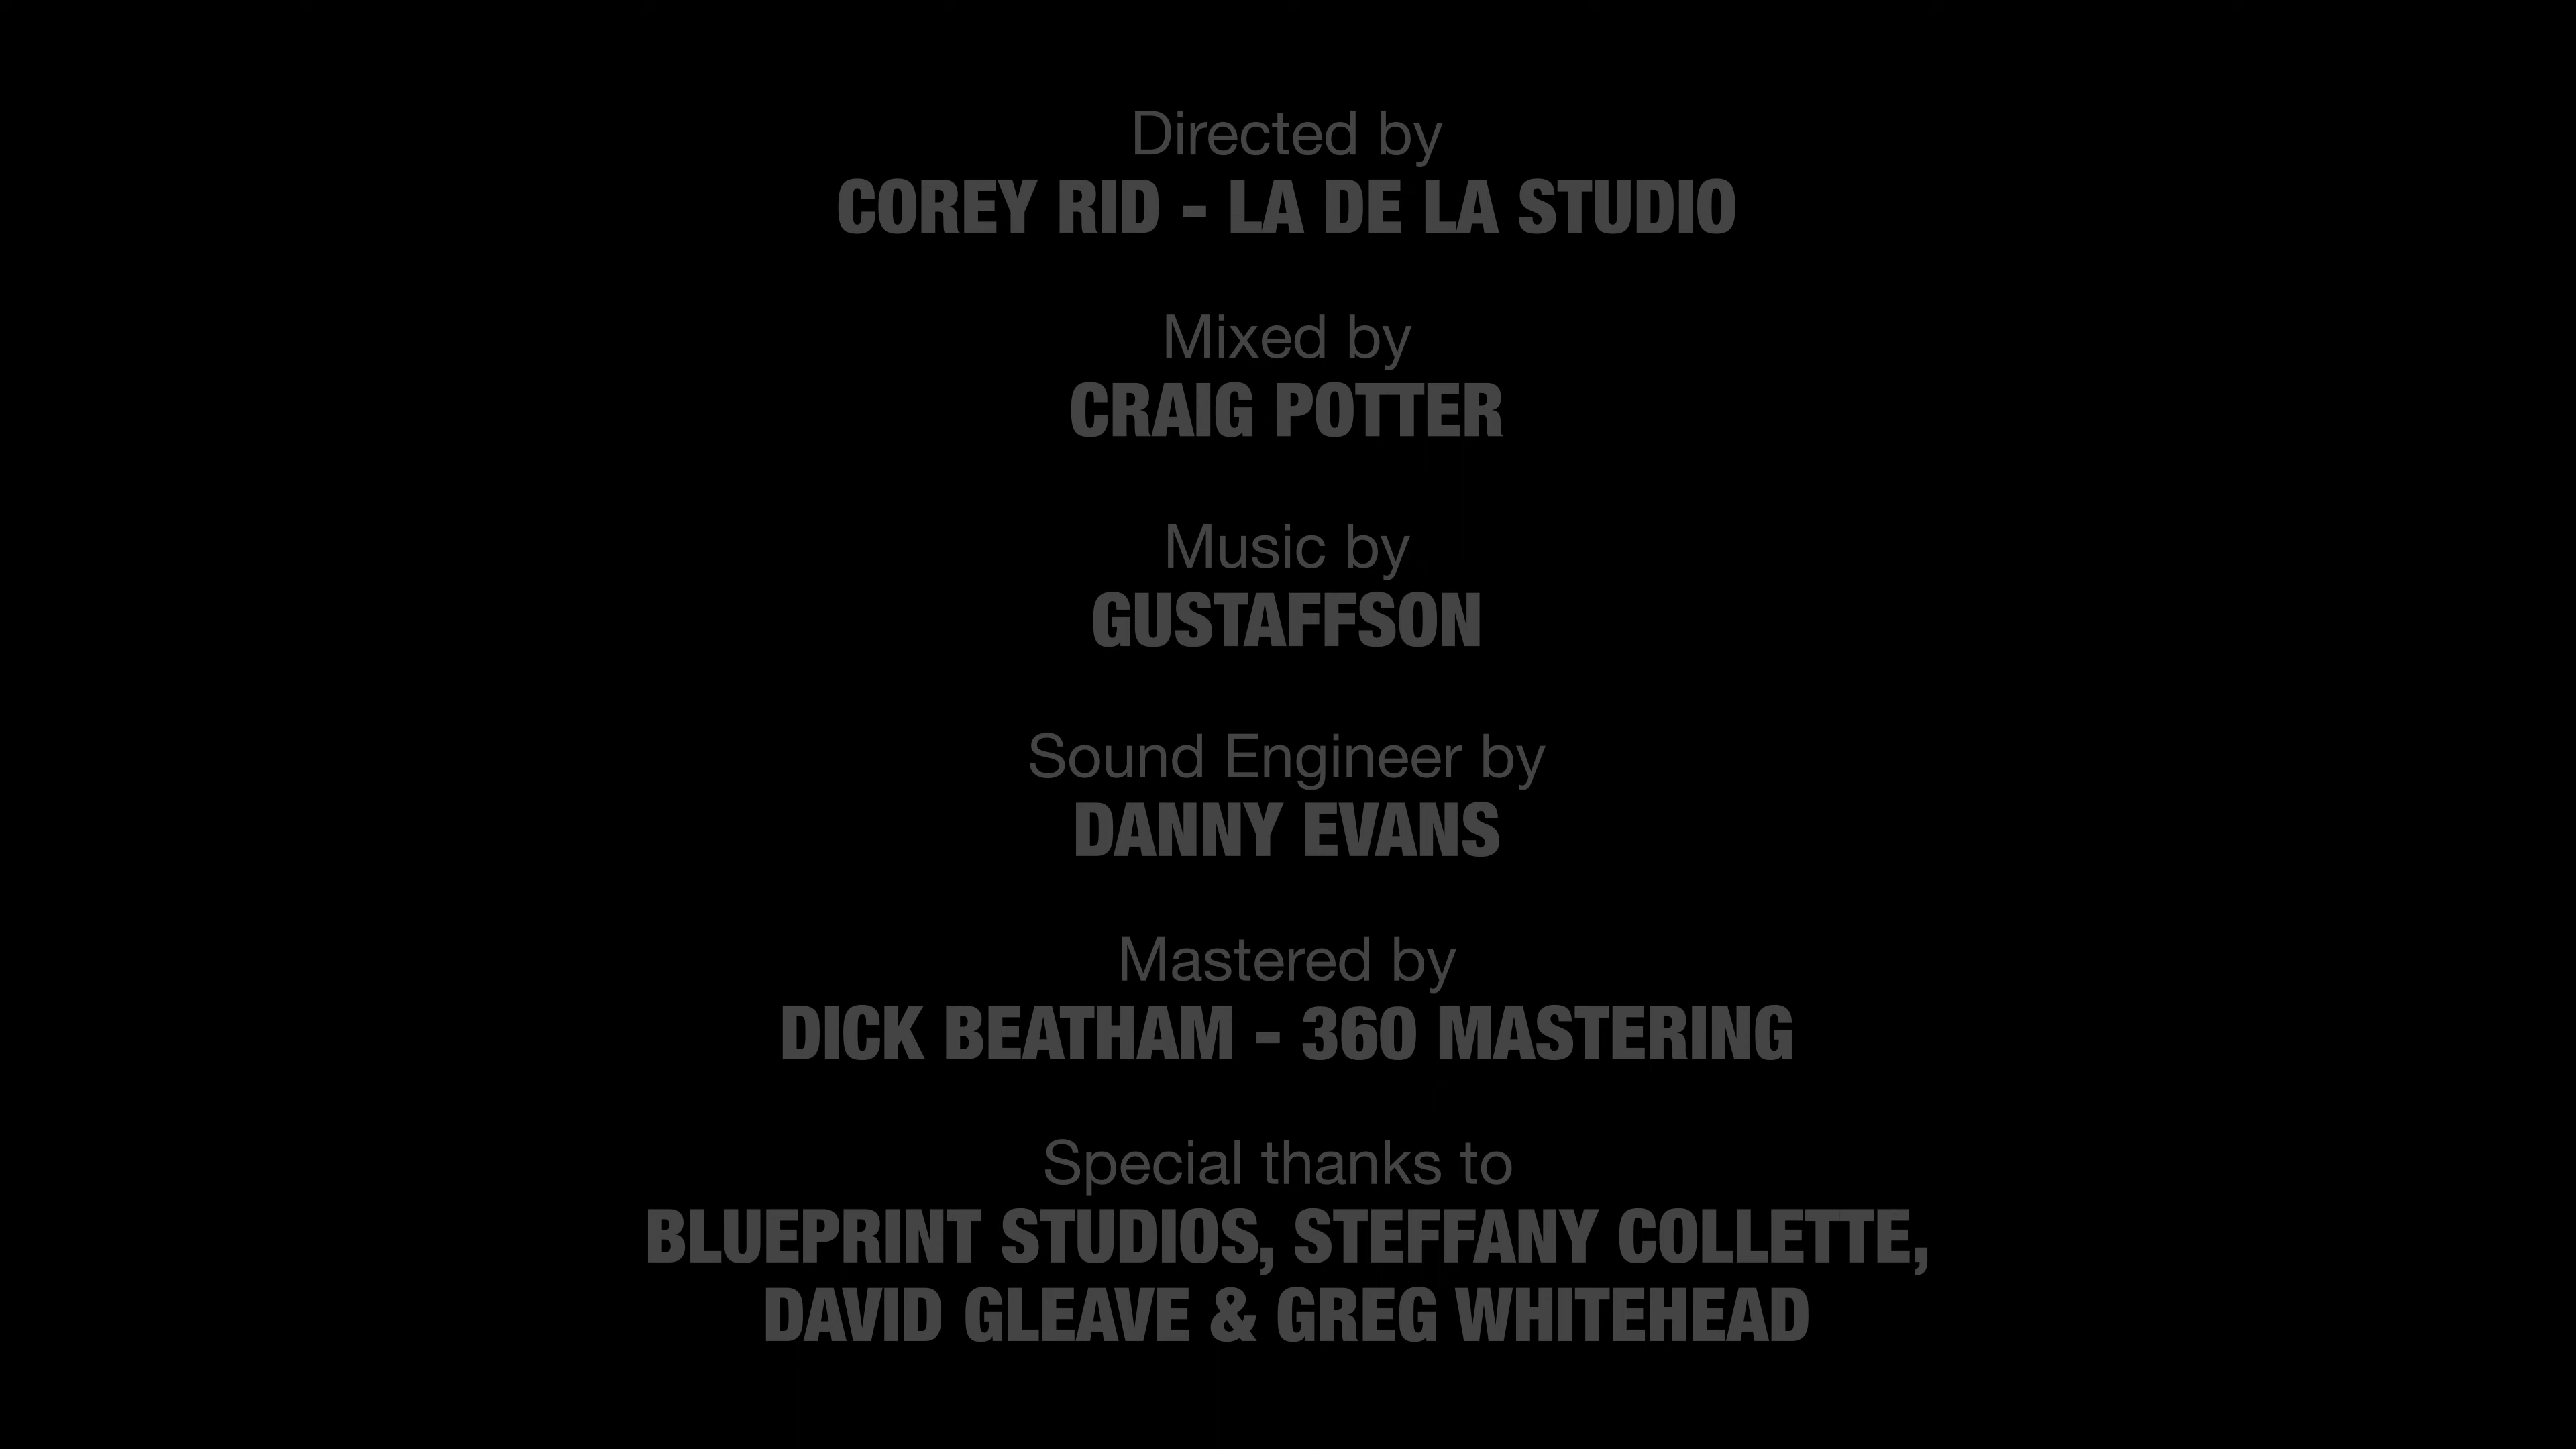 Directed by
COREY RID - LA DE LA STUDIO
Mixed by
CRAIG POTTER
Music by
GUSTAFFSON
Sound Engineer by
DANNY EVANS
Mastered by
DICK BEATHAM - 360 MASTERING
Special thanks to
BLUEPRINT STUDIOS, STEFFANY COLLETTE,
DAVID GLEAVE & GREG WHITEHEAD